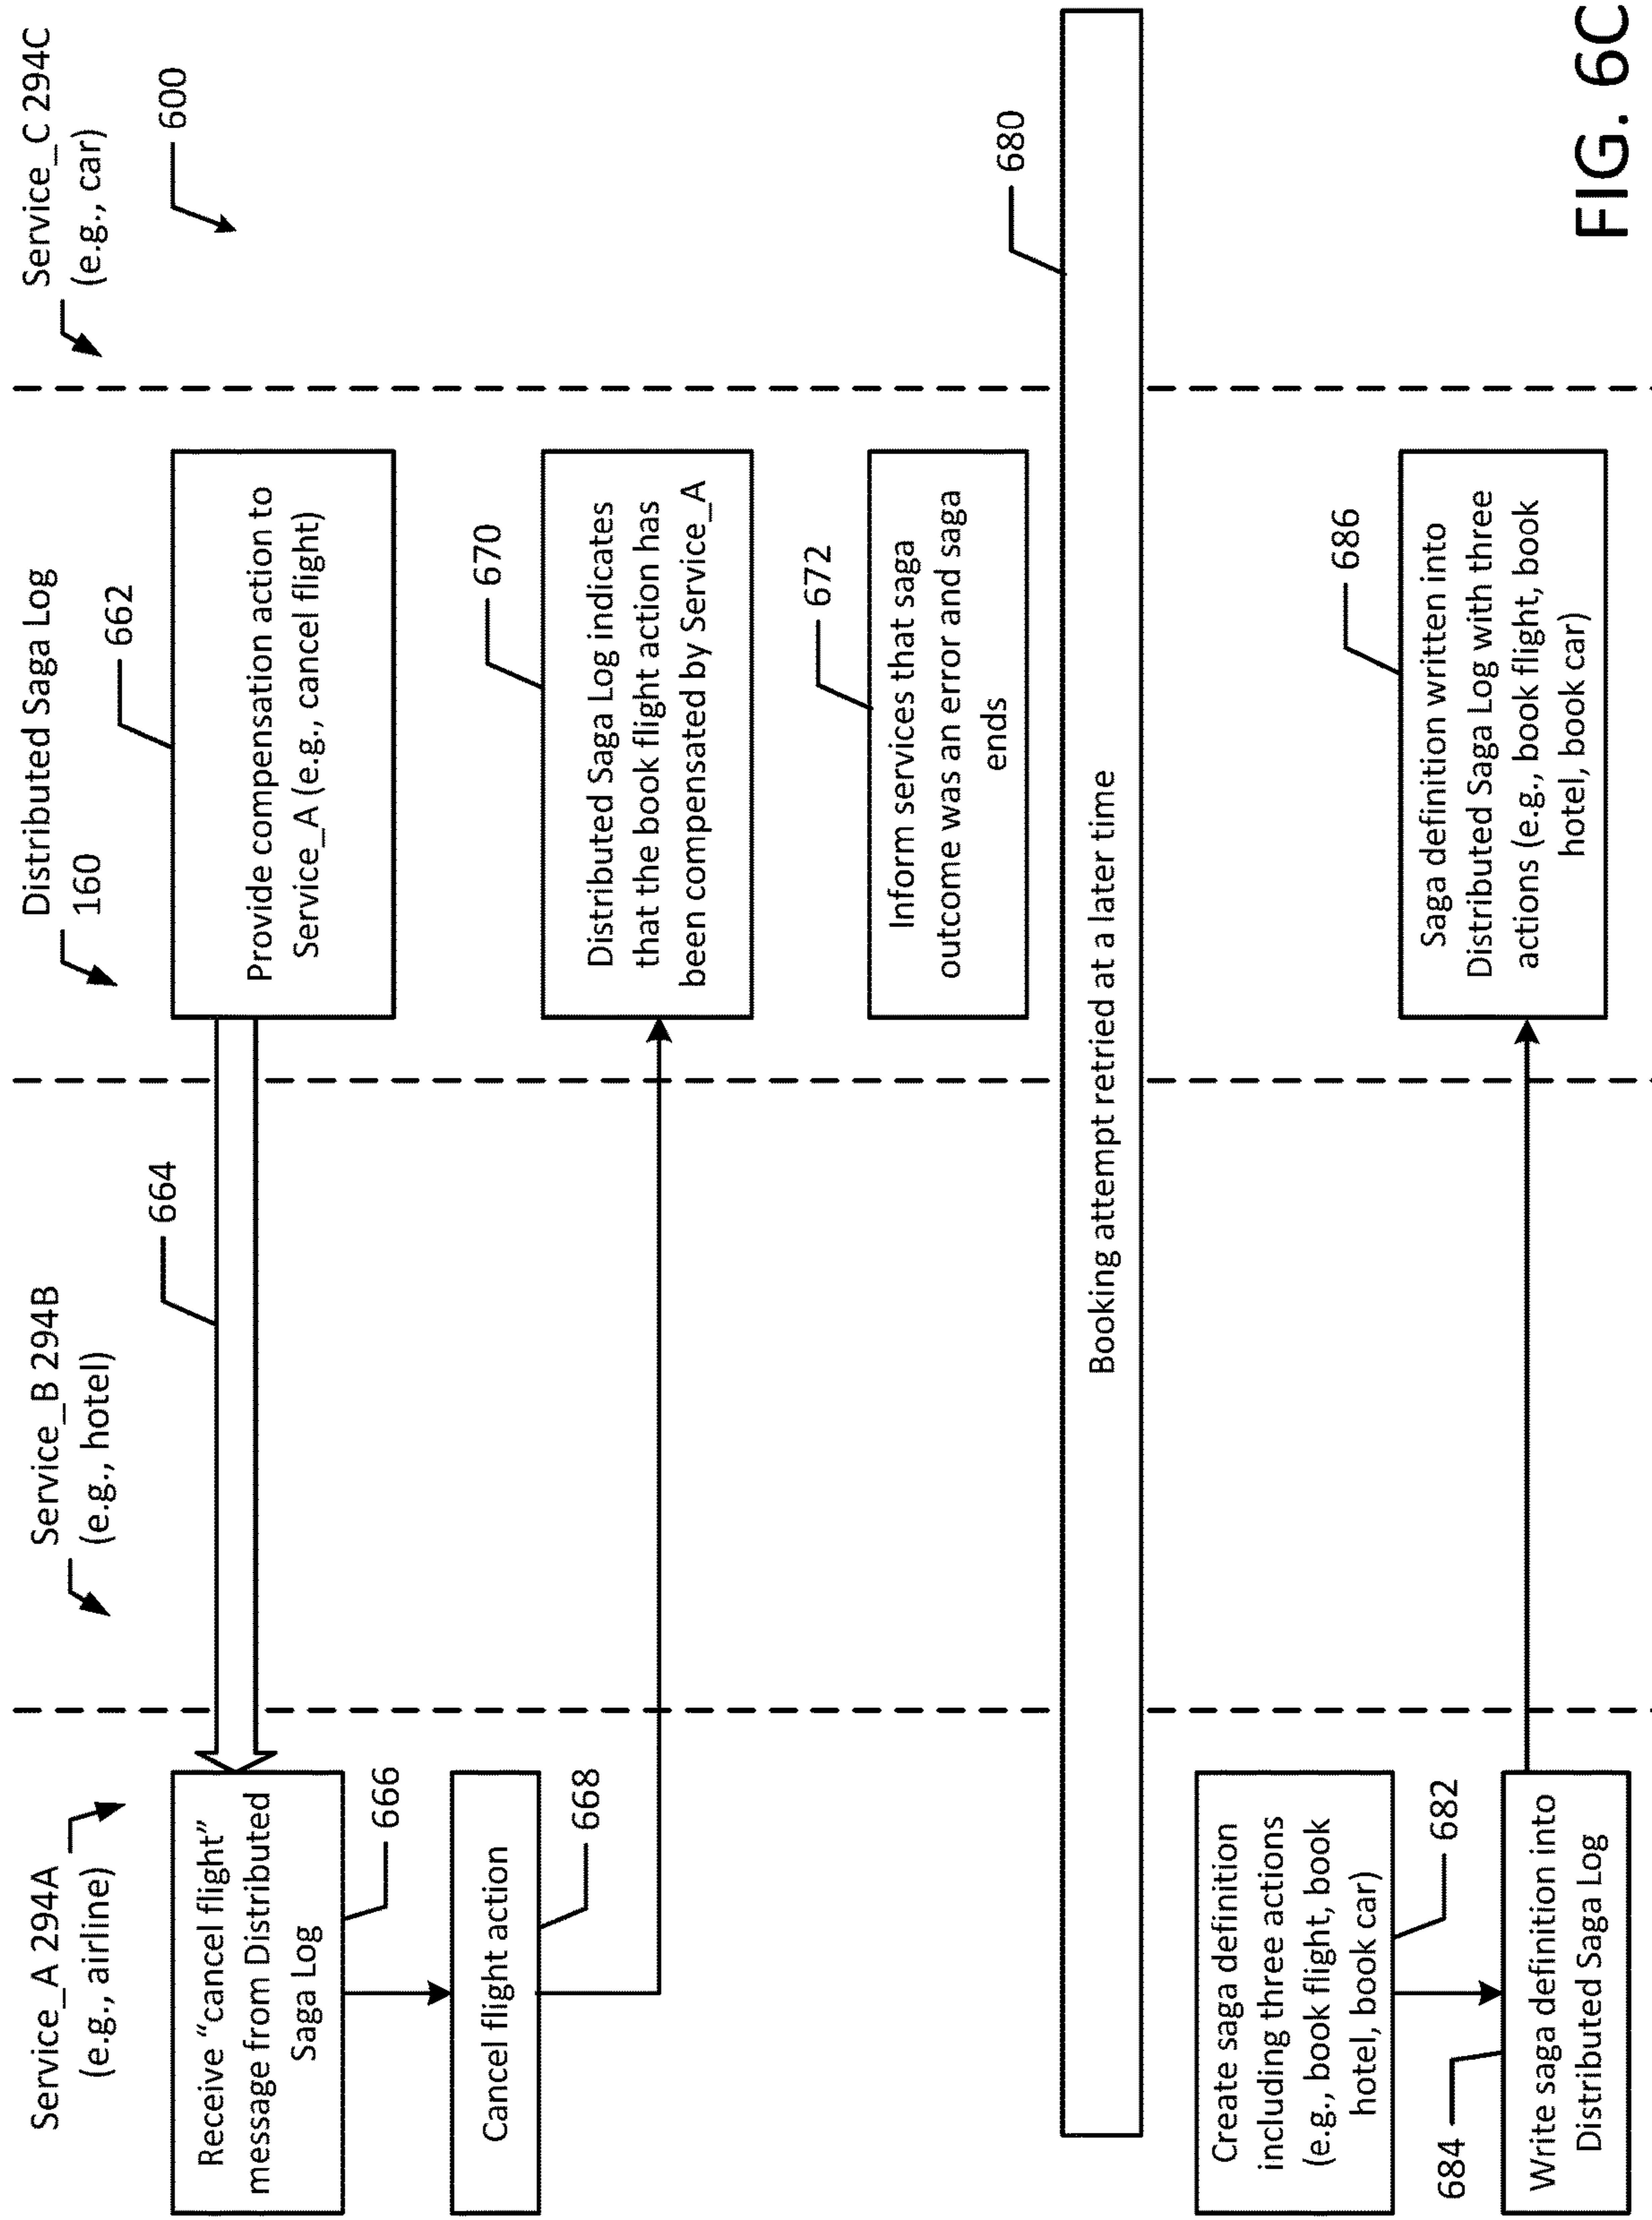 Service_A 294A
(e.g., airline)
Service_B 294B
(e.g., hotel)
Distributed Saga Log
160
Service_C 294C
(e.g., car)
600
Receive “cancel flight”
message from Distributed
Saga Log
666
664
662
Provide compensation action to
Service_A (e.g., cancel flight)
Cancel flight action
668
670
Distributed Saga Log indicates
that the book flight action has
been compensated by Service_A
672
Inform services that saga
outcome was an error and saga
ends
680
Booking attempt retried at a later time
Create saga definition
including three actions
(e.g., book flight, book
hotel, book car)
682
684
Write saga definition into
Distributed Saga Log
686
Saga definition written into
Distributed Saga Log with three
actions (e.g., book flight, book
hotel, book car)
FIG. 6C